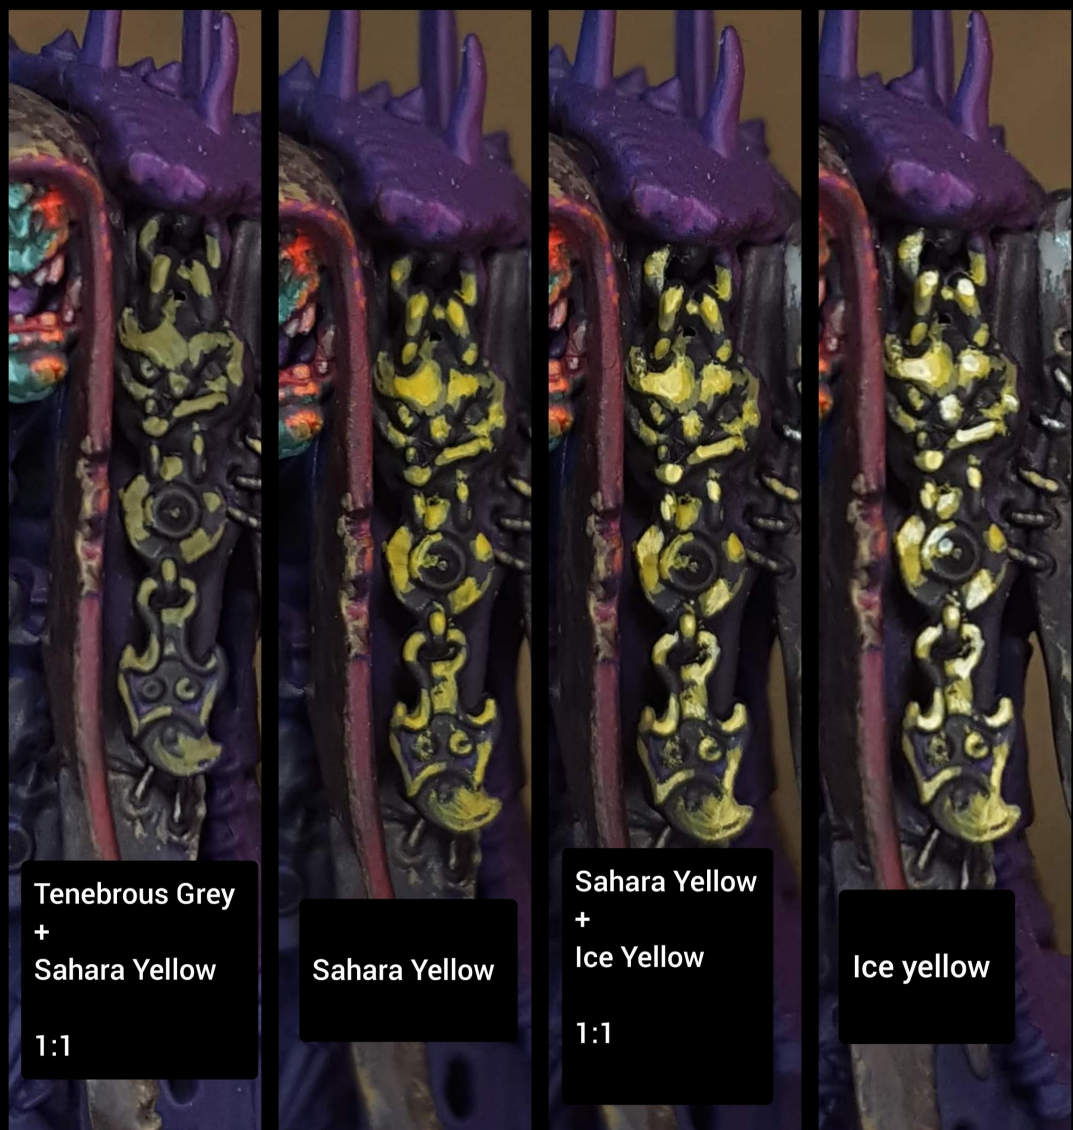 Tenebrous Grey
+
Sahara Yellow
1:1
Sahara Yellow
Sahara Yellow
+
Ice Yellow
1:1
Ice yellow